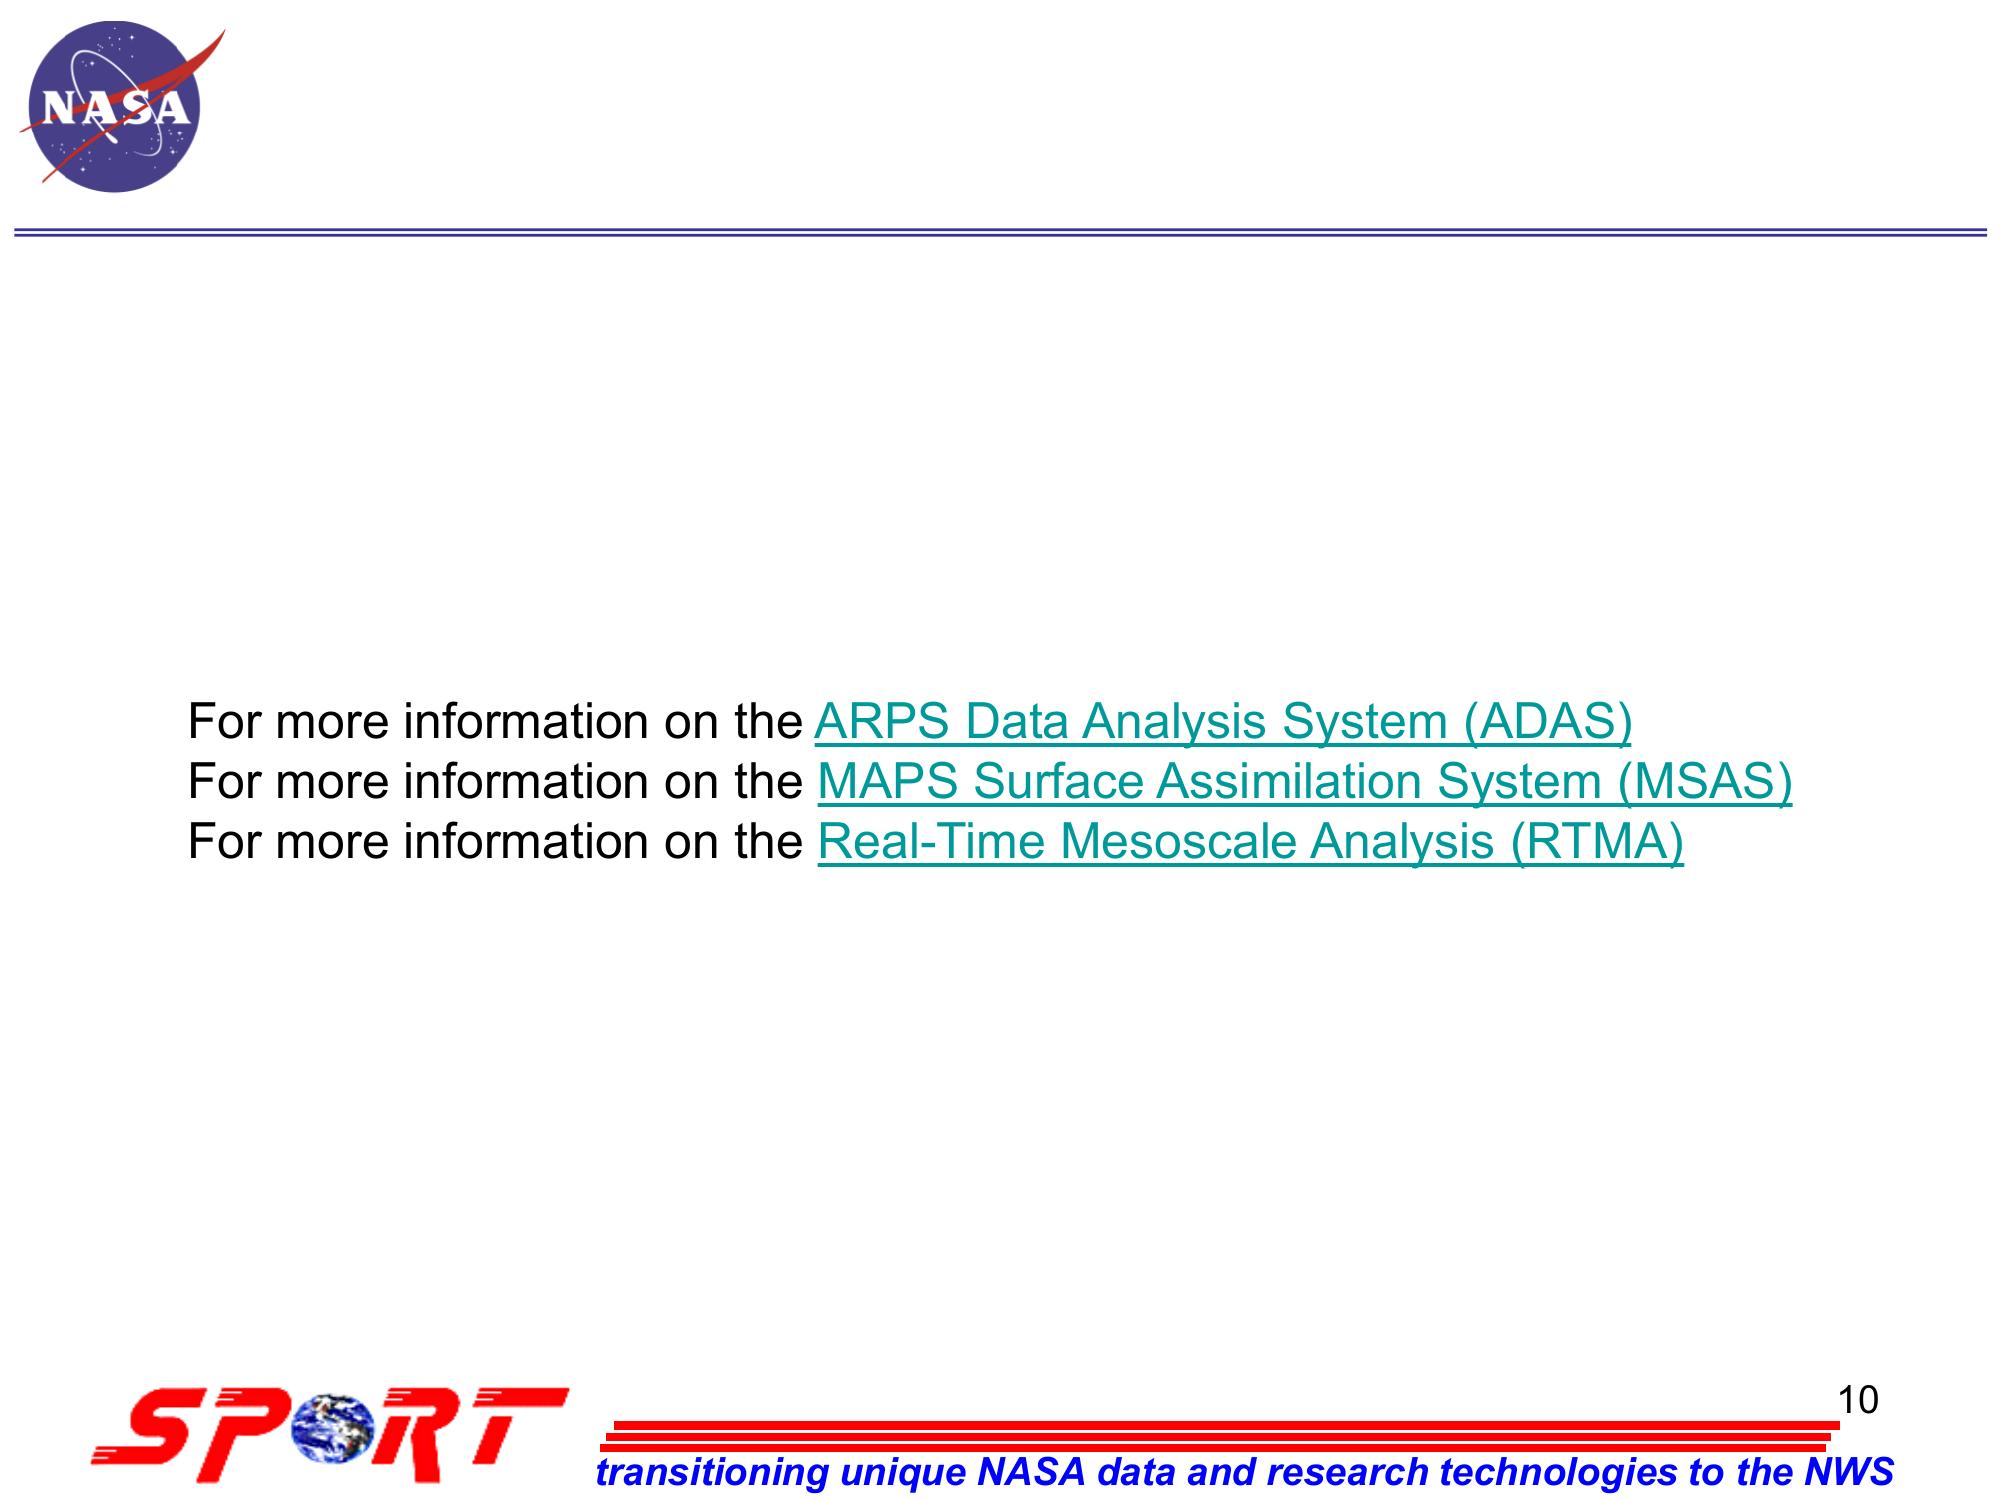 NASA
For more information on the ARPS Data Analysis System (ADAS)
For more information on the MAPS Surface Assimilation System (MSAS)
For more information on the Real-Time Mesoscale Analysis (RTMA)
10
SPORT
transitioning unique NASA data and research technologies to the NWS